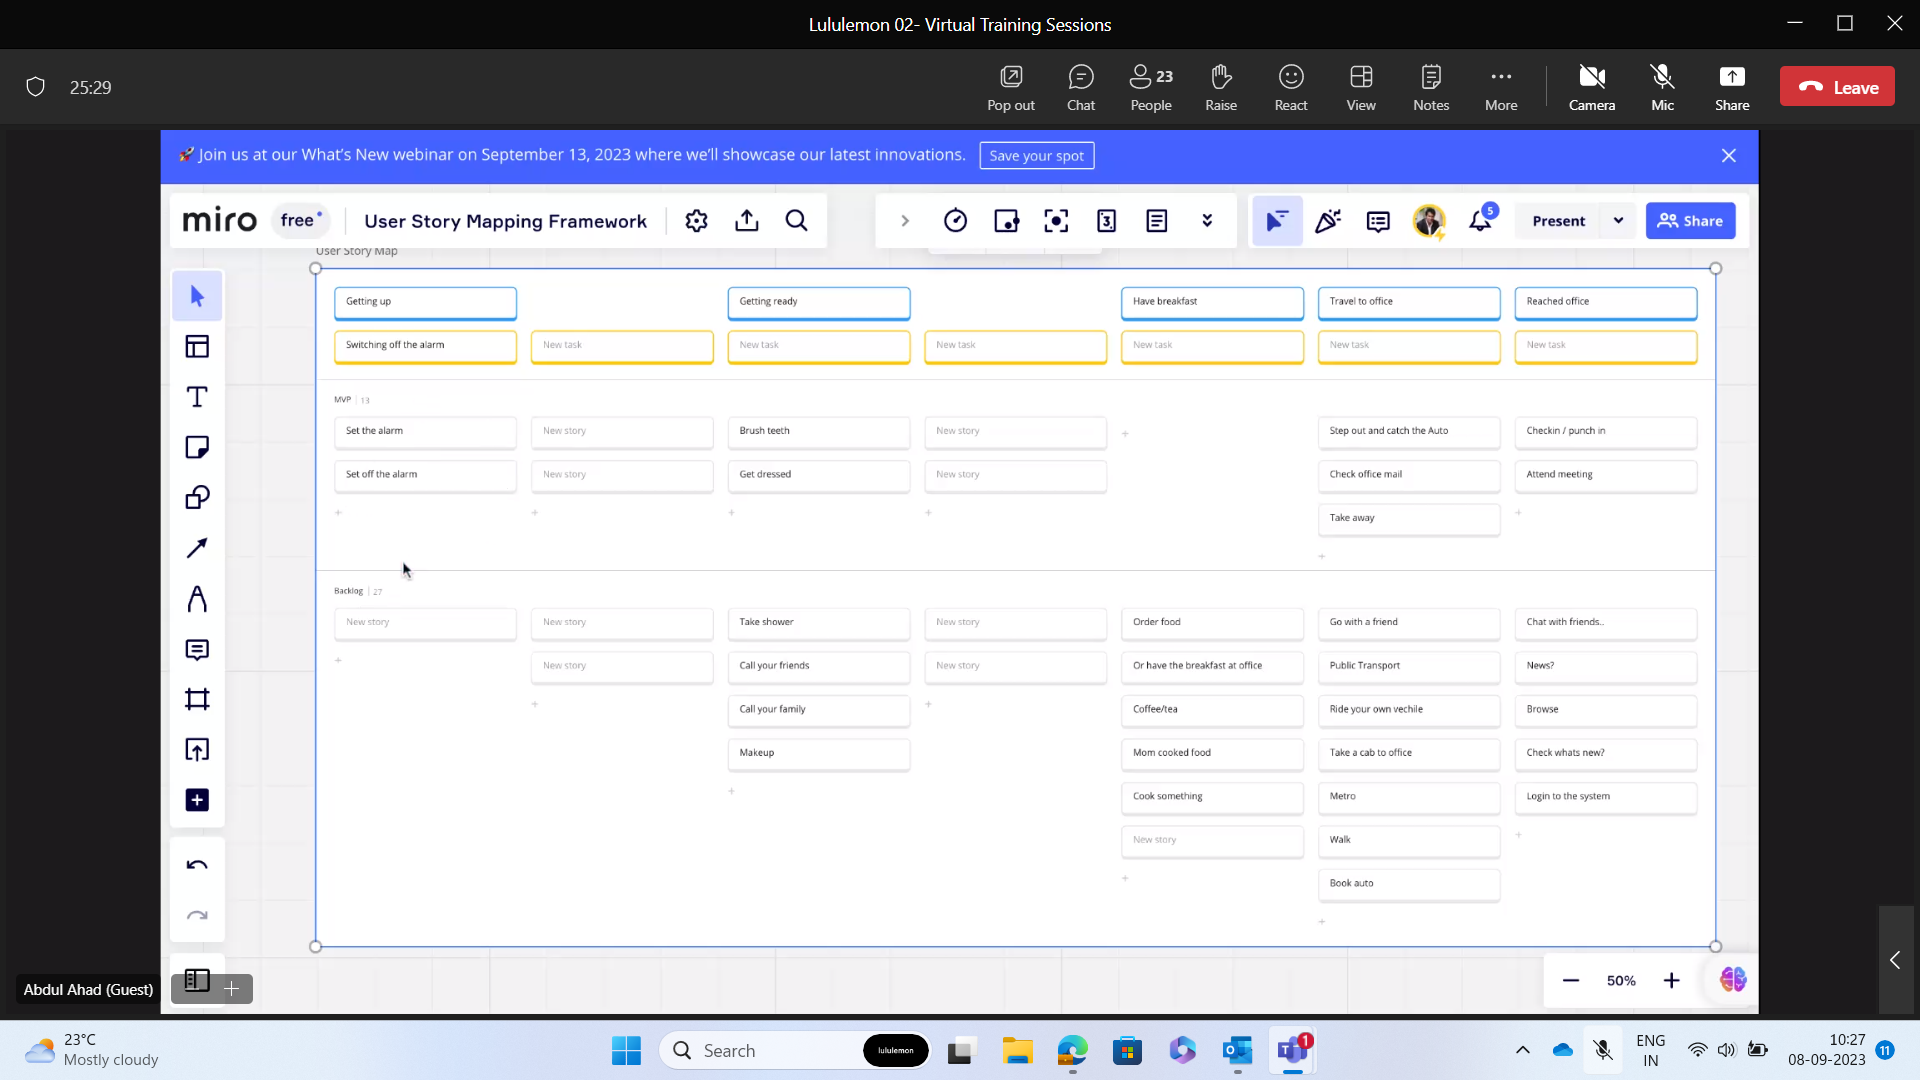 Lululemon 02- Virtual Training Sessions
25:29
Pop out
Chat
23
People
Raise
React
View
Notes
More
Camera
Mic
Share
Leave
🚀 Join us at our What's New webinar on September 13, 2023 where we'll showcase our latest innovations.
Save your spot
miro
free
User Story Mapping Framework
3
5
Present
Share
User Story Map
Getting up
Getting ready
Have breakfast
Travel to office
Reached office
Switching off the alarm
New task
New task
New task
New task
New task
New task
MVP | 13
Set the alarm
New story
Brush teeth
New story
Step out and catch the Auto
Checkin / punch in
Set off the alarm
New story
Get dressed
New story
Check office mail
Attend meeting
Take away
Backlog | 27
New story
New story
Take shower
New story
Order food
Go with a friend
Chat with friends..
New story
Call your friends
New story
Or have the breakfast at office
Public Transport
News?
Call your family
Coffee/tea
Ride your own vechile
Browse
Makeup
Mom cooked food
Take a cab to office
Check whats new?
Cook something
Metro
Login to the system
New story
Walk
Book auto
50%
Abdul Ahad (Guest)
23°C
Mostly cloudy
Search
lululemon
1
ENG
IN
10:27
08-09-2023
11